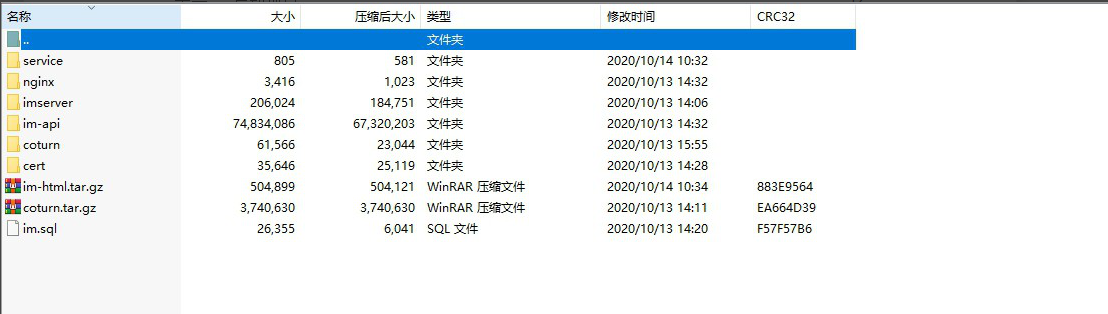 名称 大小 压缩后大小 类型 修改时间 CRC32
.. 文件夹
service 805 581 文件夹 2020/10/14 10:32
nginx 3,416 1,023 文件夹 2020/10/13 14:32
imserver 206,024 184,751 文件夹 2020/10/13 14:06
im-api 74,834,086 67,320,203 文件夹 2020/10/13 14:32
coturn 61,566 23,044 文件夹 2020/10/13 15:55
cert 35,646 25,119 文件夹 2020/10/13 14:28
im-html.tar.gz 504,899 504,121 WinRAR 压缩文件 2020/10/14 10:34 883E9564
coturn.tar.gz 3,740,630 3,740,630 WinRAR 压缩文件 2020/10/13 14:11 EA664D39
im.sql 26,355 6,041 SQL 文件 2020/10/13 14:20 F57F57B6